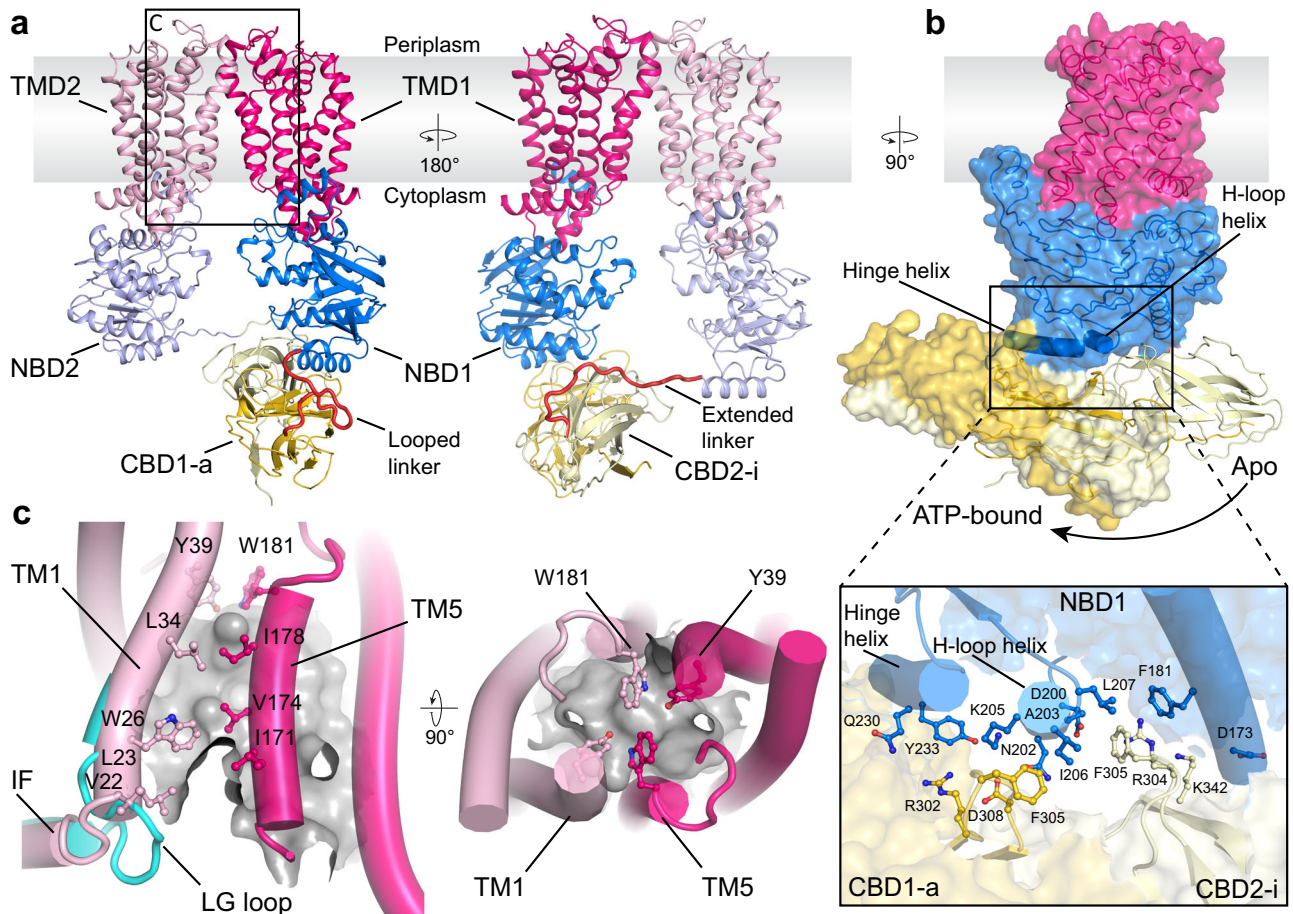 a
C
TMD2
Periplasm
TMD1
180°
Cytoplasm
NBD2
NBD1
Looped
linker
CBD1-a
Extended
linker
CBD2-i
90°
b
H-loop
helix
Hinge helix
Apo
ATP-bound
c
Y39
W181
TM1
L34
TM5
I178
V174
W26
I171
L23
V22
IF
LG loop
90°
W181
Y39
TM1
TM5
Hinge
helix
NBD1
H-loop helix
F181
D200
L207
A203
K205
Q230
D173
Y233
N202
I206
F305
R304
K342
R302
D308
F305
CBD1-a
CBD2-i